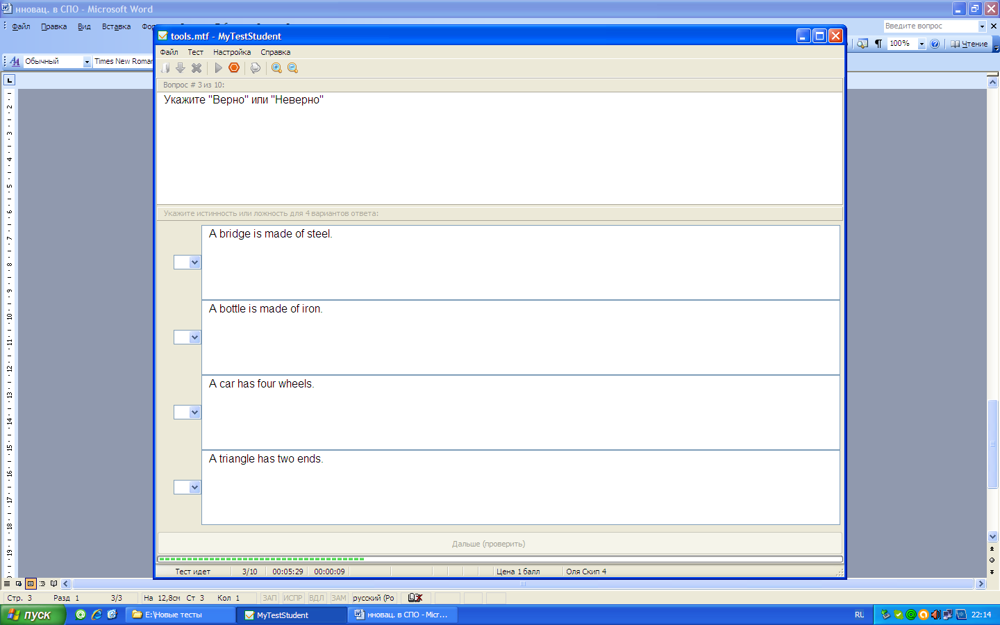 нновац. в СПО - Microsoft Word
Файл Правка Вид Вставка Фор
Введите вопрос
tools.mtf - MyTestStudent
Файл Тест Настройка Справка
100% Чтение
Обычный Times New Roman
Вопрос # 3 из 10:
Укажите "Верно" или "Неверно"
Укажите истинность или ложность для 4 вариантов ответа:
A bridge is made of steel.
A bottle is made of iron.
A car has four wheels.
A triangle has two ends.
Дальше (проверить)
Тест идет 3/10 00:05:29 00:00:09 Цена 1 балл Оля Скип 4
Стр. 3 Разд 1 3/3 На 12,8см Ст 3 Кол 1 ЗАП ИСПР ВДЛ ЗАМ русский (Ро
пуск E:\Новые тесты MyTestStudent нновац. в СПО - Micr... RU 22:14